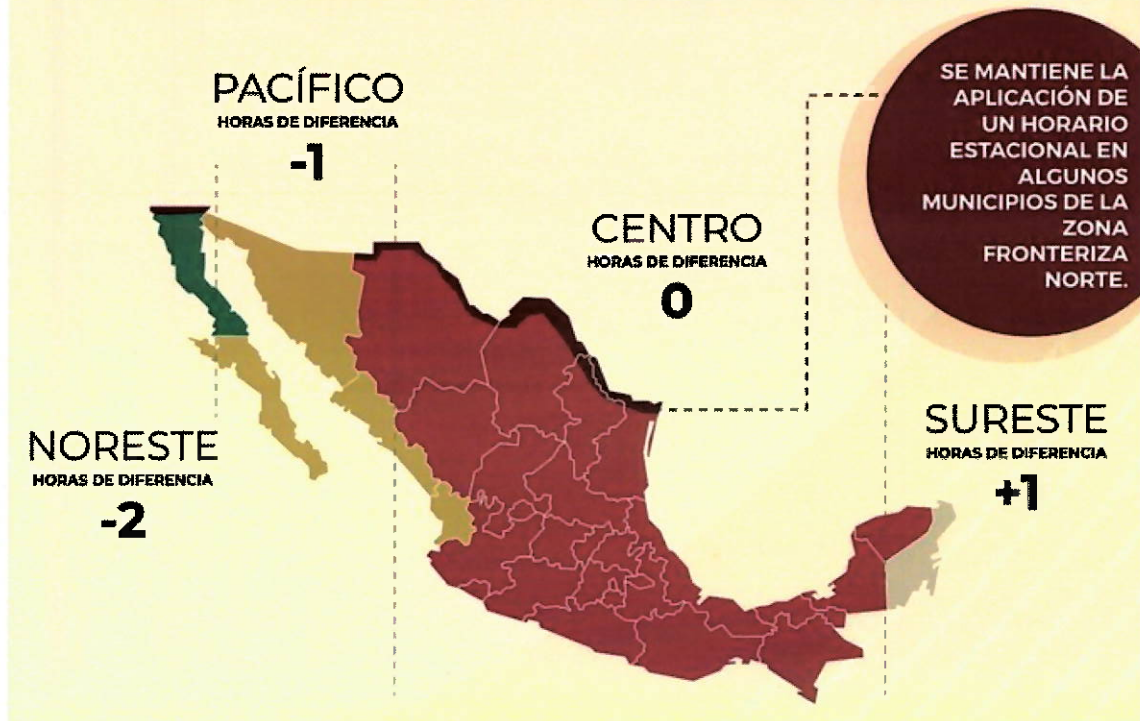 PACÍFICO
HORAS DE DIFERENCIA
-1
SE MANTIENE LA
APLICACIÓN DE
UN HORARIO
ESTACIONAL EN
ALGUNOS
MUNICIPIOS DE LA
ZONA
FRONTERIZA
NORTE.
CENTRO
HORAS DE DIFERENCIA
0
NORESTE
HORAS DE DIFERENCIA
-2
SURESTE
HORAS DE DIFERENCIA
+1